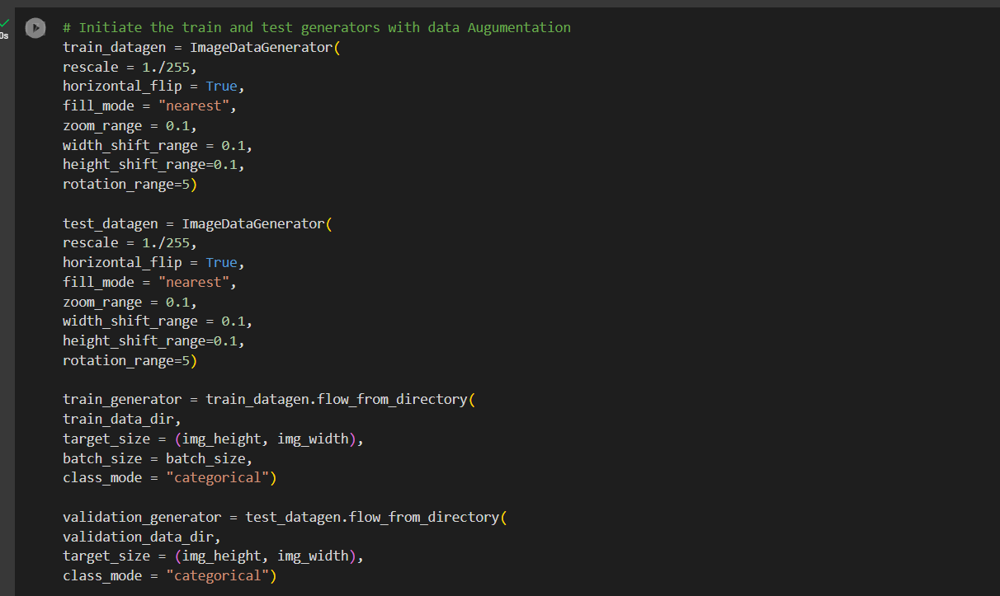 0s
# Initiate the train and test generators with data Augumentation
train_datagen = ImageDataGenerator(
rescale = 1./255,
horizontal_flip = True,
fill_mode = "nearest",
zoom_range = 0.1,
width_shift_range = 0.1,
height_shift_range=0.1,
rotation_range=5)
test_datagen = ImageDataGenerator(
rescale = 1./255,
horizontal_flip = True,
fill_mode = "nearest",
zoom_range = 0.1,
width_shift_range = 0.1,
height_shift_range=0.1,
rotation_range=5)
train_generator = train_datagen.flow_from_directory(
train_data_dir,
target_size = (img_height, img_width),
batch_size = batch_size,
class_mode = "categorical")
validation_generator = test_datagen.flow_from_directory(
validation_data_dir,
target_size = (img_height, img_width),
class_mode = "categorical")